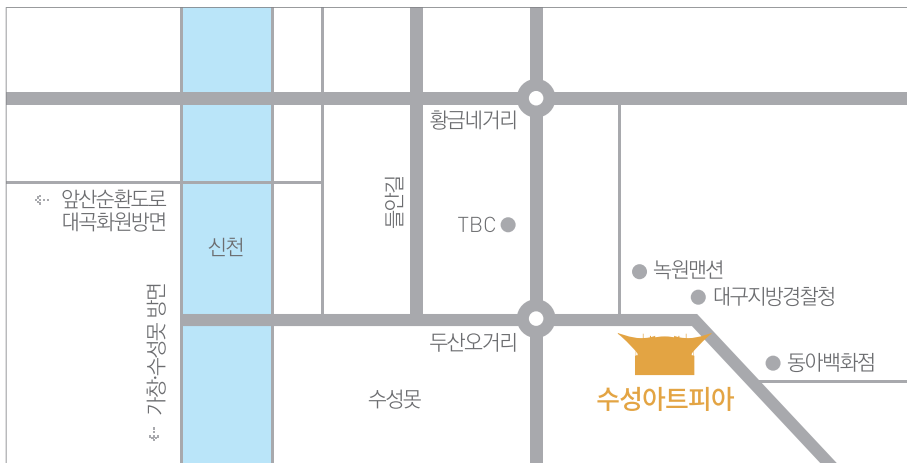 황금네거리
앞산순환도로
대곡화원방면
들안길
TBC
신천
녹원맨션
대구지방경찰청
가창·수성못 방면
두산오거리
동아백화점
수성못
수성아트피아